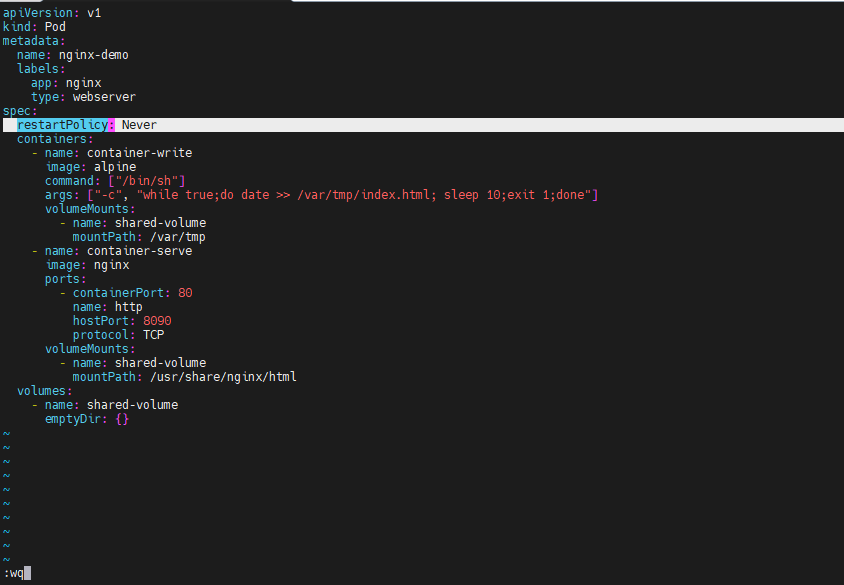 apiVersion: v1
kind: Pod
metadata:
  name: nginx-demo
  labels:
    app: nginx
    type: webserver
spec:
  restartPolicy: Never
  containers:
    - name: container-write
      image: alpine
      command: ["/bin/sh"]
      args: ["-c", "while true;do date >> /var/tmp/index.html; sleep 10;exit 1;done"]
      volumeMounts:
        - name: shared-volume
          mountPath: /var/tmp
    - name: container-serve
      image: nginx
      ports:
        - containerPort: 80
          name: http
          hostPort: 8090
          protocol: TCP
      volumeMounts:
        - name: shared-volume
          mountPath: /usr/share/nginx/html
  volumes:
    - name: shared-volume
      emptyDir: {}
~
~
~
~
~
~
~
~
~
~
:wq